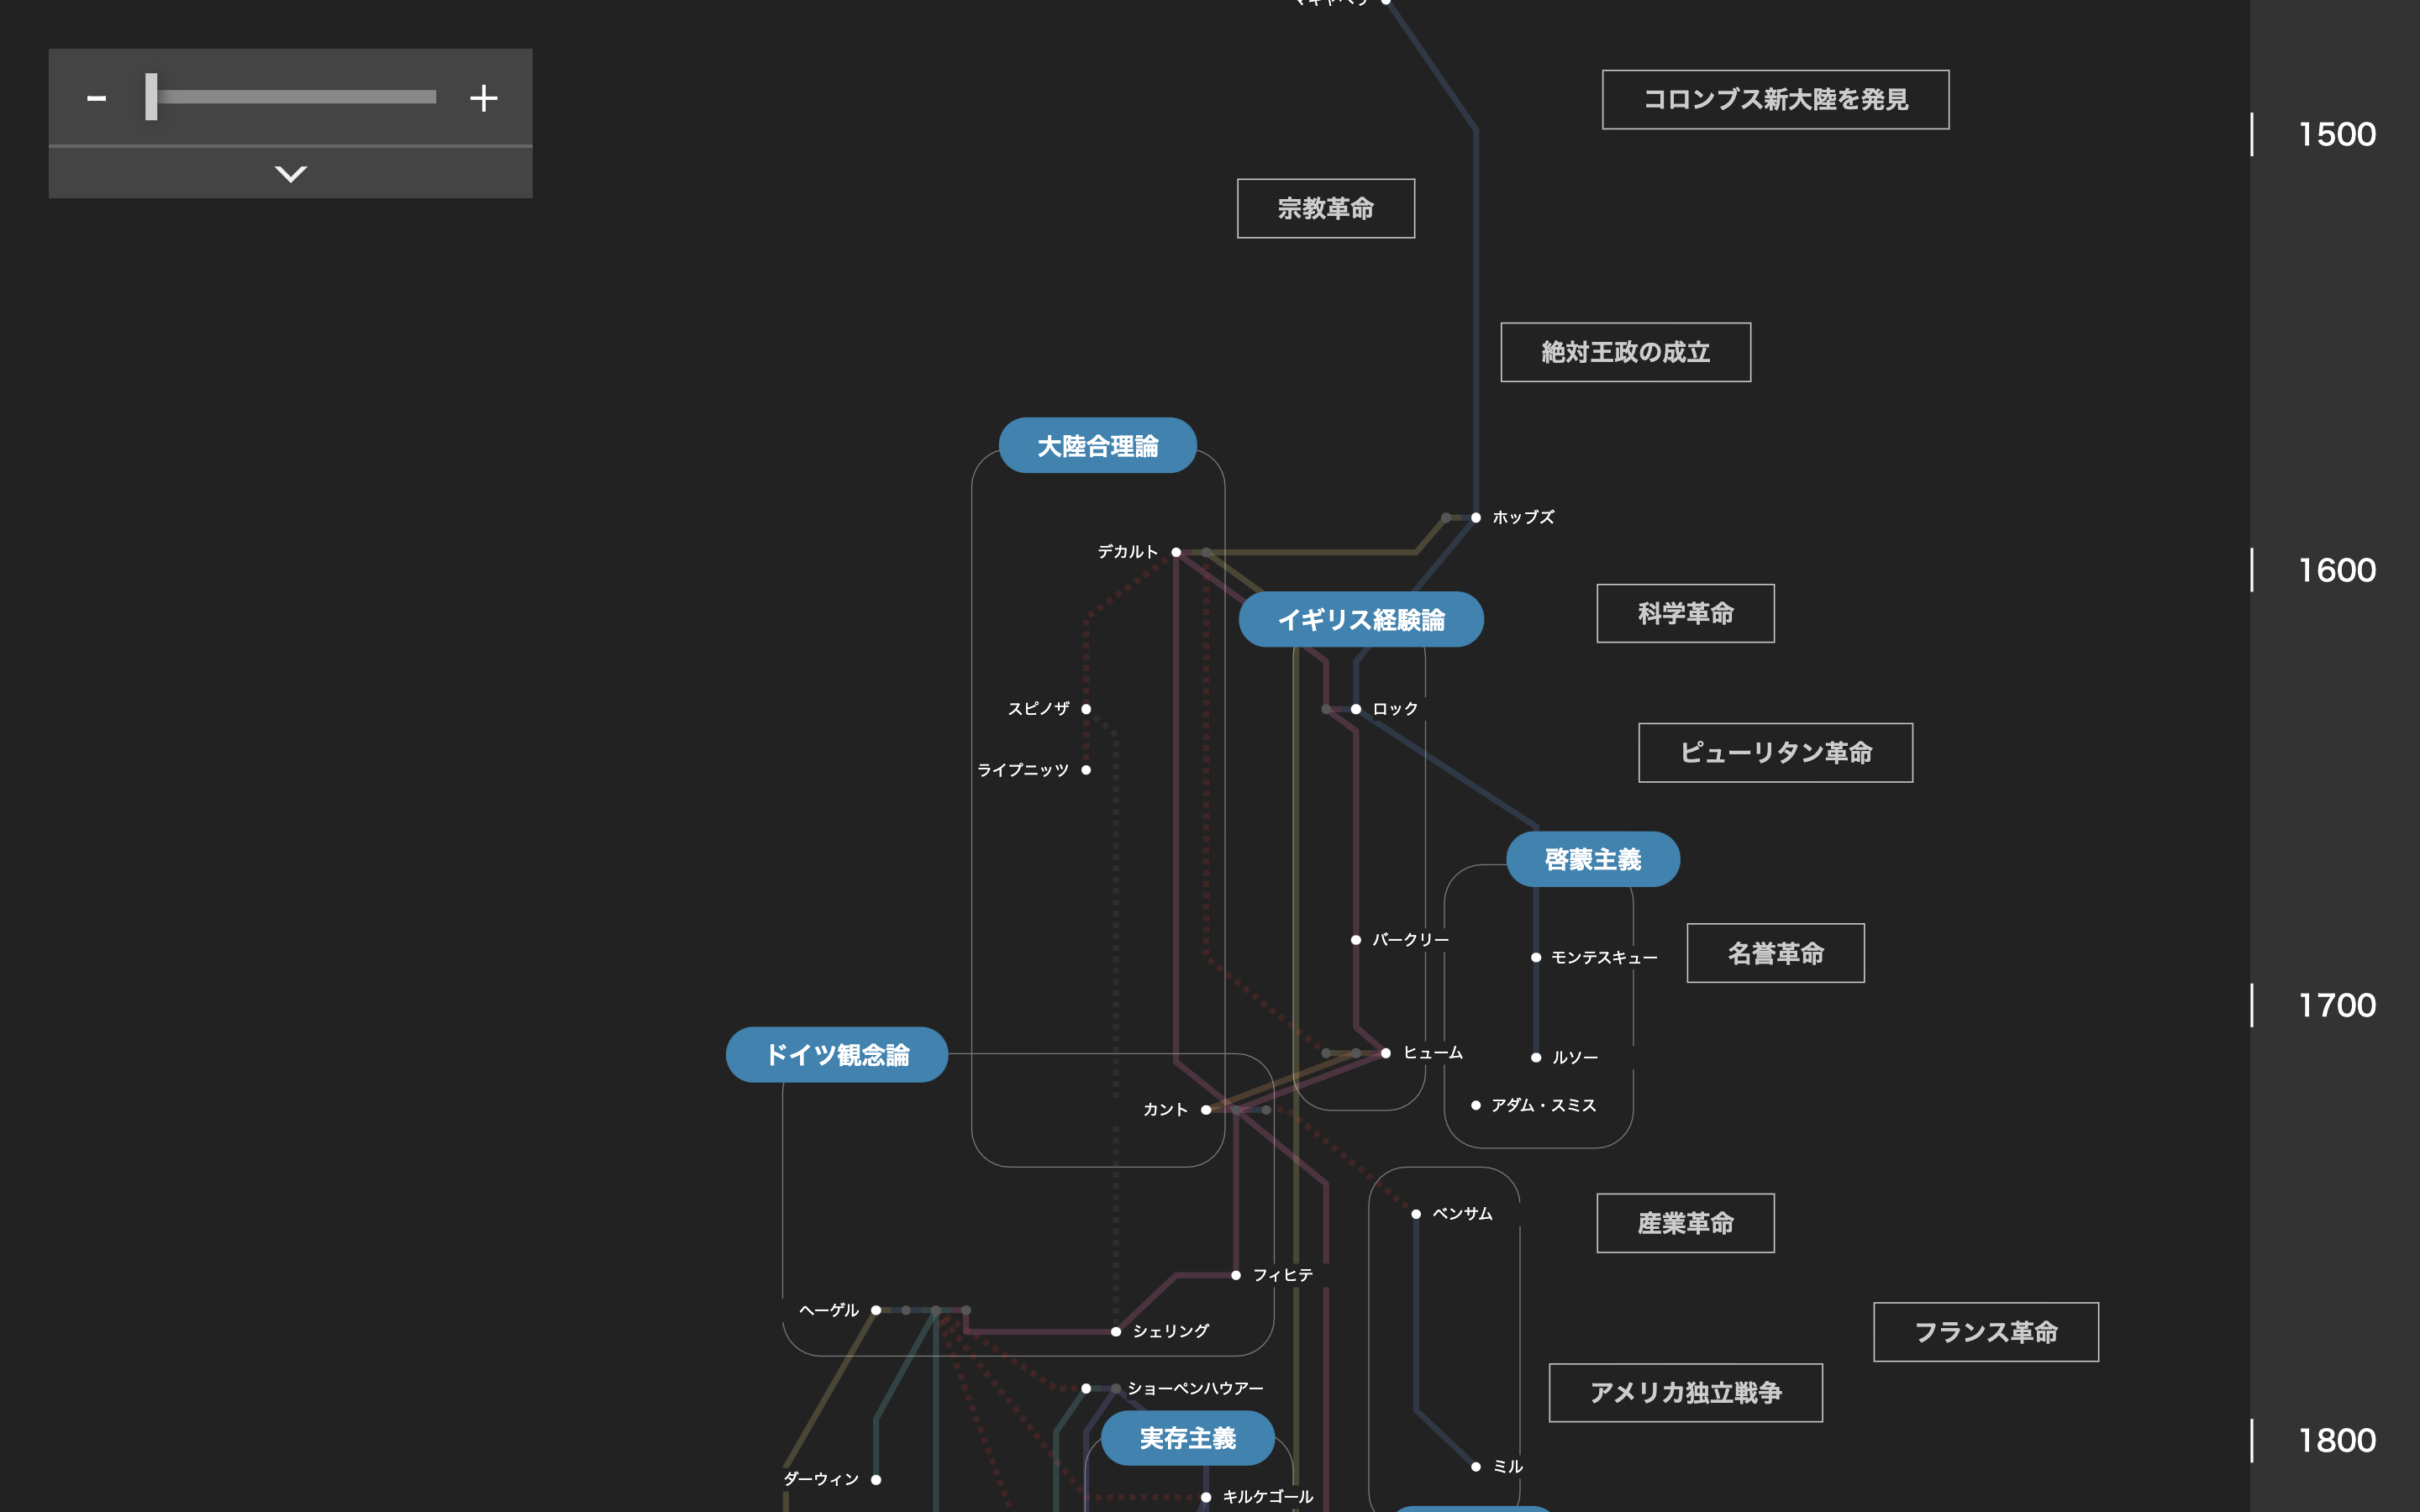 マキャベリ
コロンブス新大陸を発見
1500
宗教革命
絶対王政の成立
大陸合理論
ホッブズ
デカルト
1600
科学革命
イギリス経験論
スピノザ
ロック
ピューリタン革命
ライプニッツ
啓蒙主義
バークリー
名誉革命
モンテスキュー
1700
ドイツ観念論
ヒューム
ルソー
カント
アダム・スミス
ベンサム
産業革命
フィヒテ
ヘーゲル
シェリング
フランス革命
ショーペンハウアー
アメリカ独立戦争
実存主義
1800
ミル
ダーウィン
キルケゴール